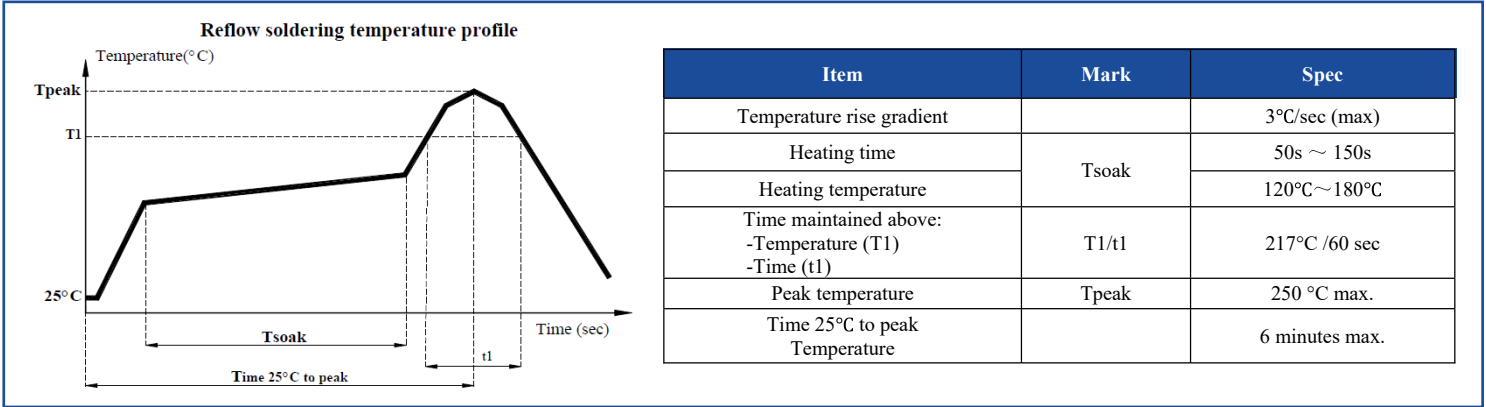 Reflow soldering temperature profile
Temperature(°C)
Tpeak
T1
25°C
Time (sec)
Tsoak
t1
Time 25°C to peak
Item Mark Spec
Temperature rise gradient 3℃/sec (max)
Heating time Tsoak 50s ～ 150s
Heating temperature 120℃～180℃
Time maintained above:
-Temperature (T1) T1/t1 217°C /60 sec
-Time (t1)
Peak temperature Tpeak 250 °C max.
Time 25℃ to peak
Temperature 6 minutes max.